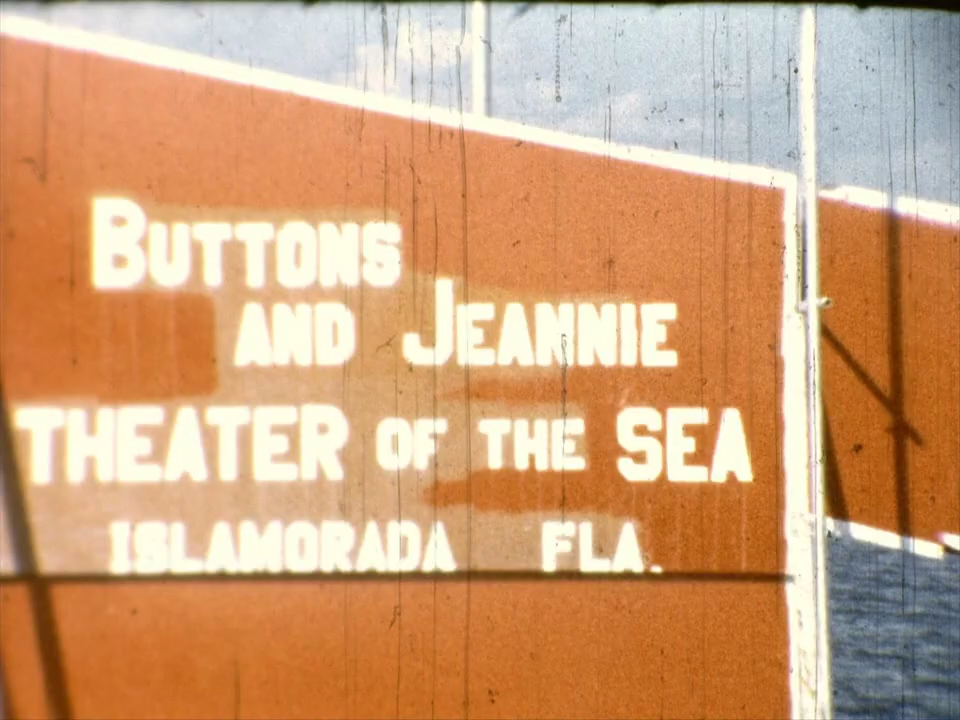 BUTTONS
AND JEANNIE
THEATER OF THE SEA
ISLAMORADA FLA.